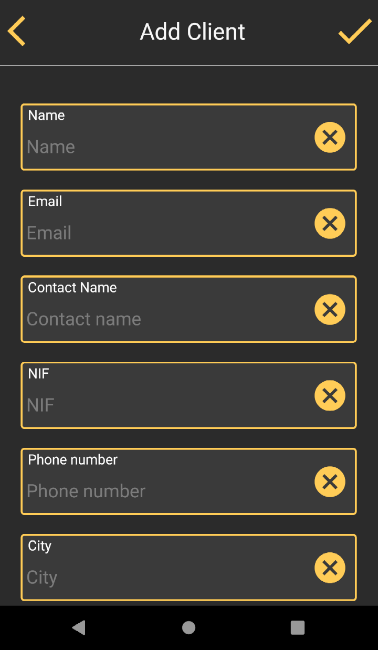 Add Client
Name
Name
Email
Email
Contact Name
Contact name
NIF
NIF
Phone number
Phone number
City
City